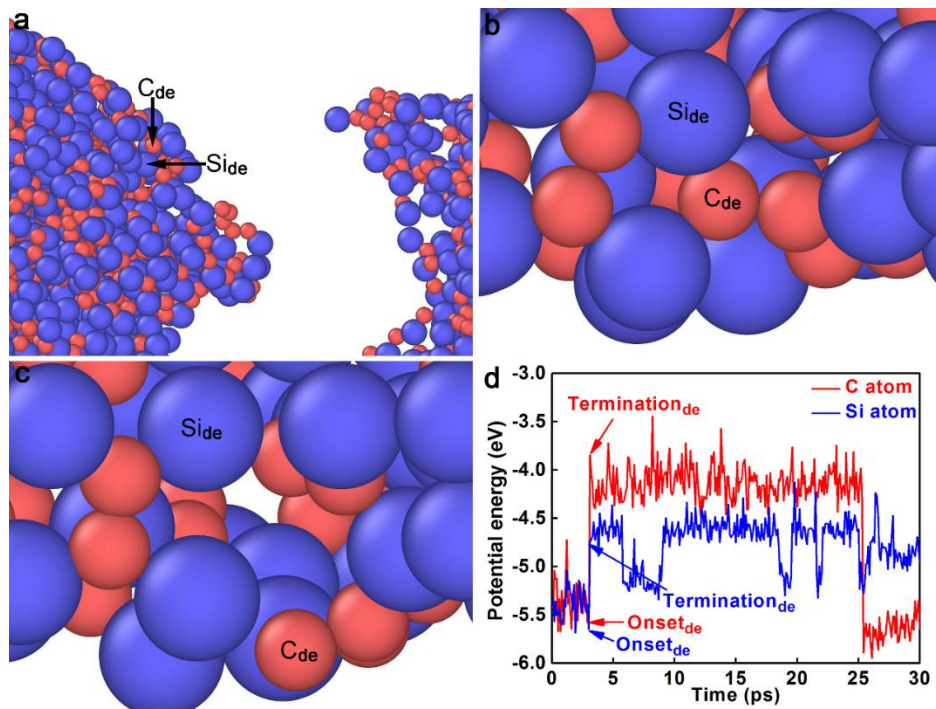 a
C_de
Si_de
b
Si_de
C_de
c
Si_de
C_de
d
Potential energy (eV)
-3.0
-3.5
-4.0
-4.5
-5.0
-5.5
-6.0
C atom
Si atom
Termination_de
Termination_de
Onset_de
Onset_de
0 5 10 15 20 25 30
Time (ps)